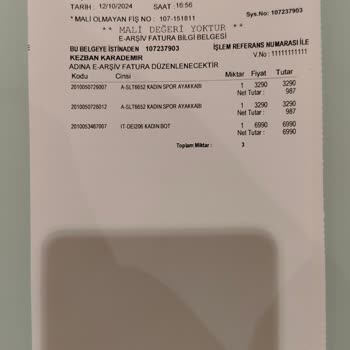 TARİH : 12/10/2024 SAAT :16:56
* MALİ OLMAYAN FİŞ NO : 107-151811 Sys.No: 107237903
** MALİ DEĞERİ YOKTUR **
E-ARŞİV FATURA BİLGİ BELGESİ
BU BELGEYE İSTİNADEN 107237903 İŞLEM REFERANS NUMARASI İLE
KEZBAN KARADEMIR V.No : 11111111111
ADINA E-ARŞİV FATURA DÜZENLENECEKTİR
Kodu Cinsi Miktar Fiyat Tutar
2010050726007 A-SLT6652 KADIN SPOR AYAKKABI 1 3290 3290
Net Tutar : 987
2010050726012 A-SLT6652 KADIN SPOR AYAKKABI 1 3290 3290
Net Tutar : 987
2010053487007 IT-DEI206 KADIN BOT 1 6990 6990
Net Tutar : 6990
Toplam Miktar : 3